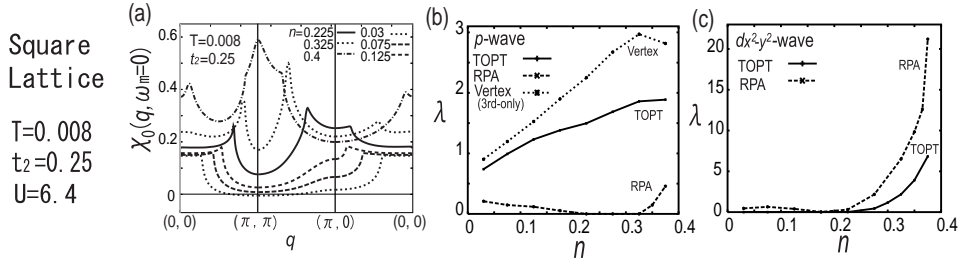 Square
Lattice
T=0.008
t2=0.25
U=6.4
(a)
χ0(q, ωm=0)
0.6
0.4
0.2
0
T=0.008
t2=0.25
n=0.225
0.325
0.4
0.03
0.075
0.125
(0, 0)
(π, π)
(π, 0)
(0, 0)
q
(b)
λ
3
2
1
0
p-wave
TOPT
RPA
Vertex
(3rd-only)
Vertex
TOPT
RPA
0
0.1
0.2
0.3
0.4
n
(c)
λ
20
15
10
5
0
dx²-y²-wave
TOPT
RPA
RPA
TOPT
0
0.1
0.2
0.3
0.4
n